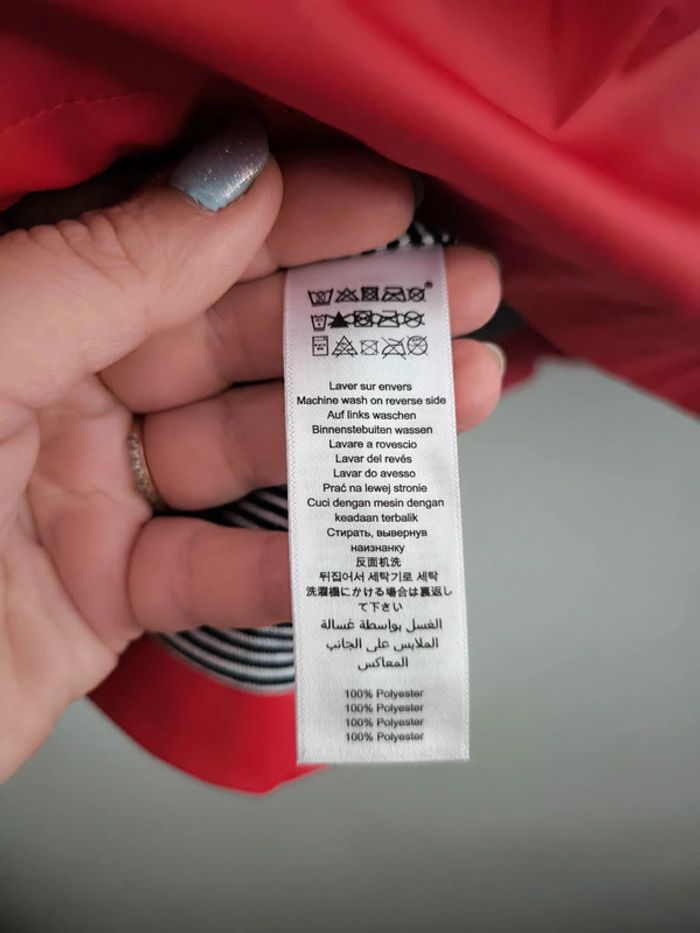 Laver sur envers
Machine wash on reverse side
Auf links waschen
Binnenstebuiten wassen
Lavare a rovescio
Lavar del revés
Lavar do avesso
Prać na lewej stronie
Cuci dengan mesin dengan
keadaan terbalik
Стирать, вывернув
наизнанку
反面机洗
뒤집어서 세탁기로 세탁
洗濯機にかける場合は裏返し
て下さい
الغسل بواسطة غسالة
الملابس على الجانب
المعاكس
100% Polyester
100% Polyester
100% Polyester
100% Polyester